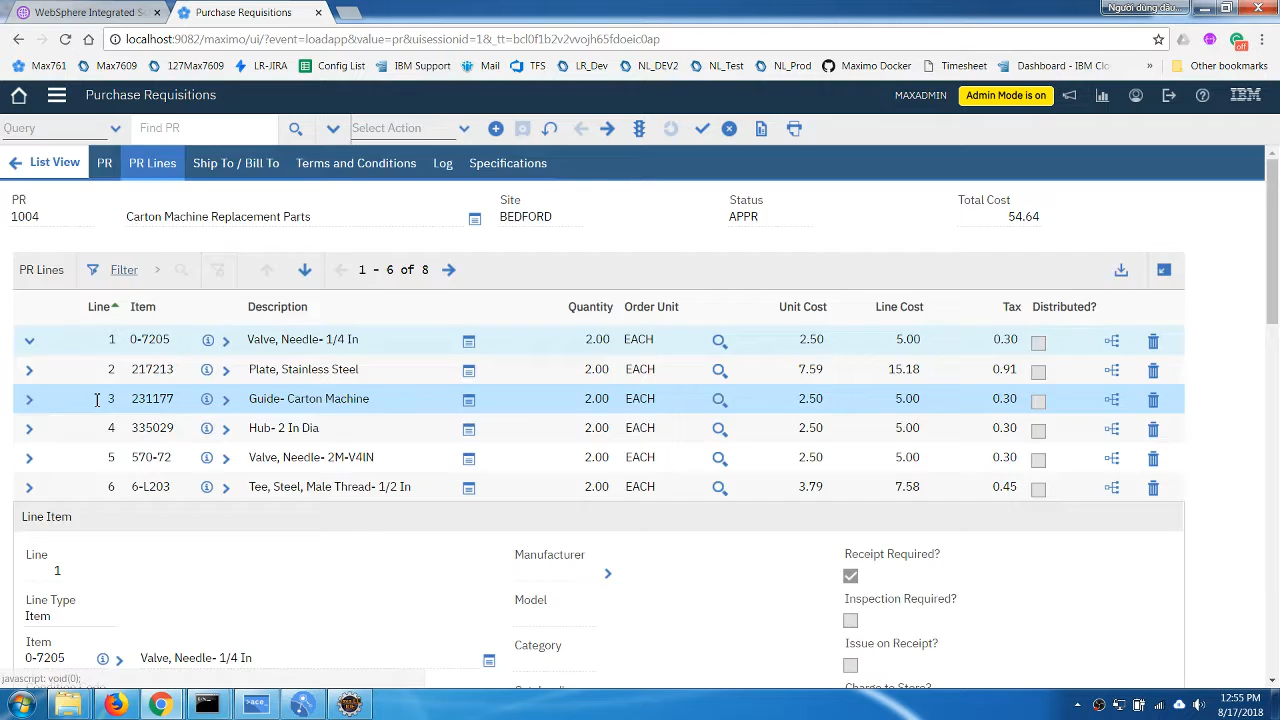 WebSphere Integrated S
Purchase Requisitions
Người dùng đầu...
localhost:9082/maximo/ui/?event=loadapp&value=pr&uisessionid=1&_tt=bcl0f1b2v2vvojh65fdoeic0ap
Max761 Max7609 127Max7609 LR-JIRA Config List IBM Support Mail TFS LR_Dev NL_DEV2 NL_Test NL_Prod Maximo Docker Timesheet Dashboard - IBM Clo » Other bookmarks
Purchase Requisitions MAXADMIN Admin Mode is on IBM
Query Find PR Select Action
List View PR PR Lines Ship To / Bill To Terms and Conditions Log Specifications
PR Site Status Total Cost
1004 Carton Machine Replacement Parts BEDFORD APPR 54.64
PR Lines Filter 1 - 6 of 8
Line Item Description Quantity Order Unit Unit Cost Line Cost Tax Distributed?
1 0-7205 Valve, Needle- 1/4 In 2.00 EACH 2.50 5.00 0.30
2 217213 Plate, Stainless Steel 2.00 EACH 7.59 15.18 0.91
3 231177 Guide- Carton Machine 2.00 EACH 2.50 5.00 0.30
4 335029 Hub- 2 In Dia 2.00 EACH 2.50 5.00 0.30
5 570-72 Valve, Needle- 2M-V4IN 2.00 EACH 2.50 5.00 0.30
6 6-L203 Tee, Steel, Male Thread- 1/2 In 2.00 EACH 3.79 7.58 0.45
Line Item
Line Manufacturer Receipt Required?
1
Line Type Model Inspection Required?
Item
Item Category Issue on Receipt?
0-7205 Valve, Needle- 1/4 In
javascript: void(0);
Charge to Store?
12:55 PM
8/17/2018